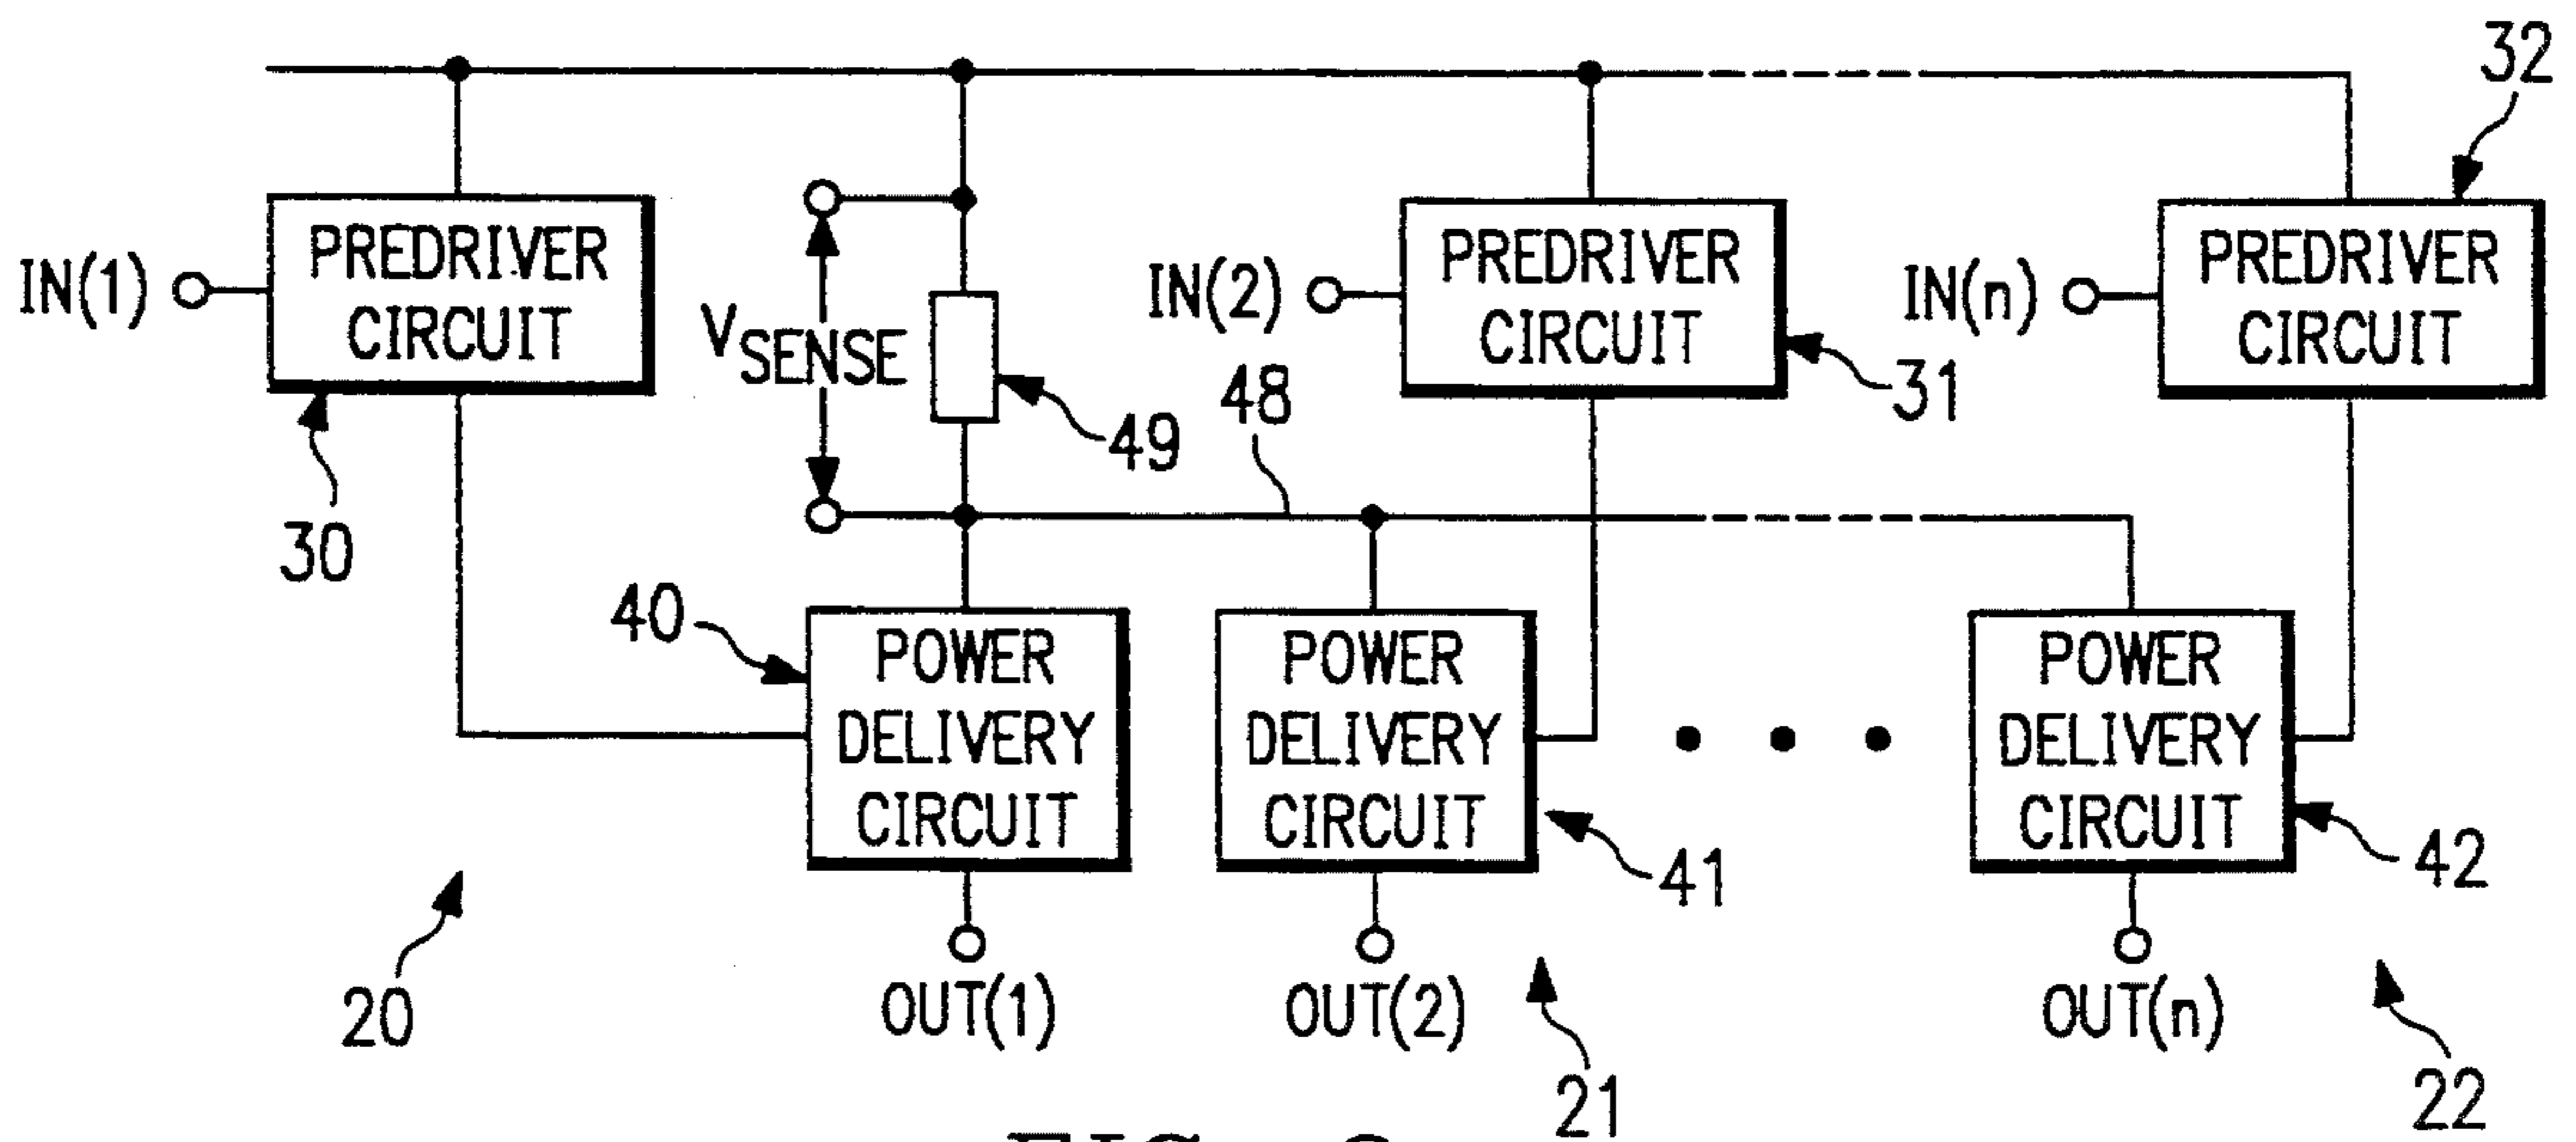 32
PREDRIVER
CIRCUIT
IN(1)
30
VSENSE
49
IN(2)
PREDRIVER
CIRCUIT
31
48
IN(n)
PREDRIVER
CIRCUIT
40
POWER
DELIVERY
CIRCUIT
POWER
DELIVERY
CIRCUIT
41
POWER
DELIVERY
CIRCUIT
42
20
OUT(1)
OUT(2)
21
OUT(n)
22